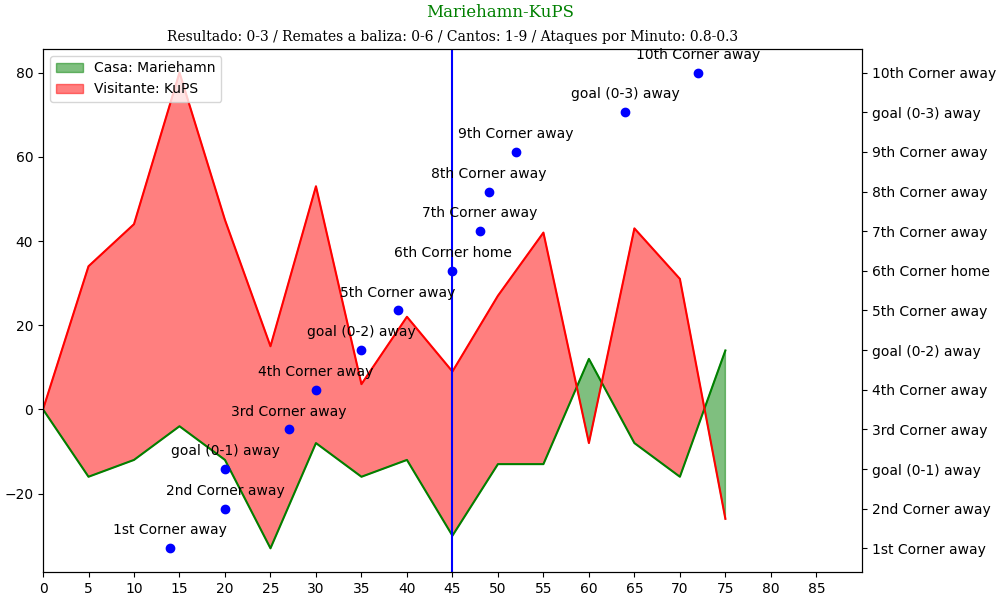 Mariehamn-KuPS
Resultado: 0-3 / Remates a baliza: 0-6 / Cantos: 1-9 / Ataques por Minuto: 0.8-0.3
Casa: Mariehamn
Visitante: KuPS
10th Corner away
goal (0-3) away
9th Corner away
8th Corner away
7th Corner away
6th Corner home
5th Corner away
goal (0-2) away
4th Corner away
3rd Corner away
goal (0-1) away
2nd Corner away
1st Corner away
80
60
40
20
0
−20
10th Corner away
goal (0-3) away
9th Corner away
8th Corner away
7th Corner away
6th Corner home
5th Corner away
goal (0-2) away
4th Corner away
3rd Corner away
goal (0-1) away
2nd Corner away
1st Corner away
0 5 10 15 20 25 30 35 40 45 50 55 60 65 70 75 80 85